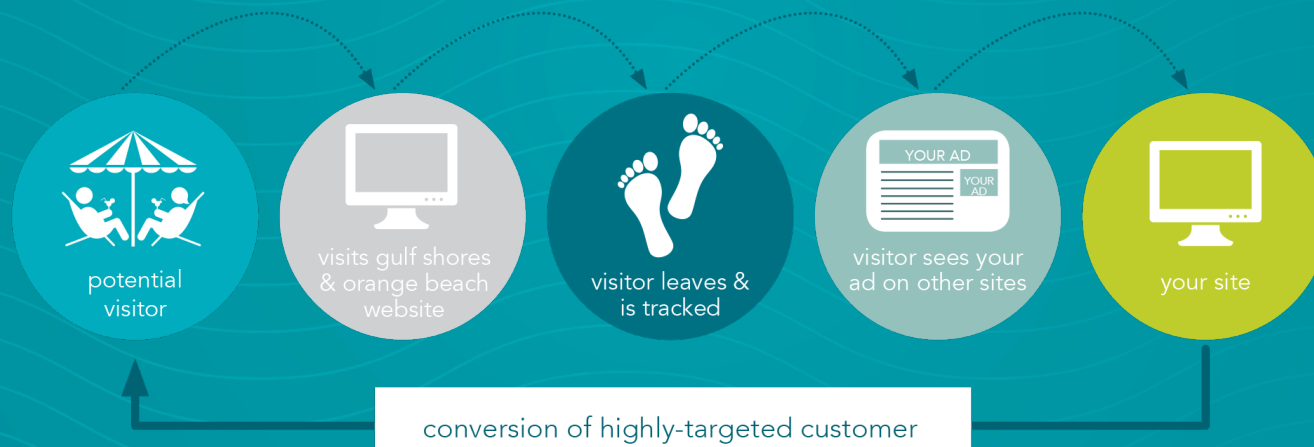 potential
visitor
visits gulf shores
& orange beach
website
visitor leaves &
is tracked
YOUR AD
YOUR
AD
visitor sees your
ad on other sites
your site
conversion of highly-targeted customer